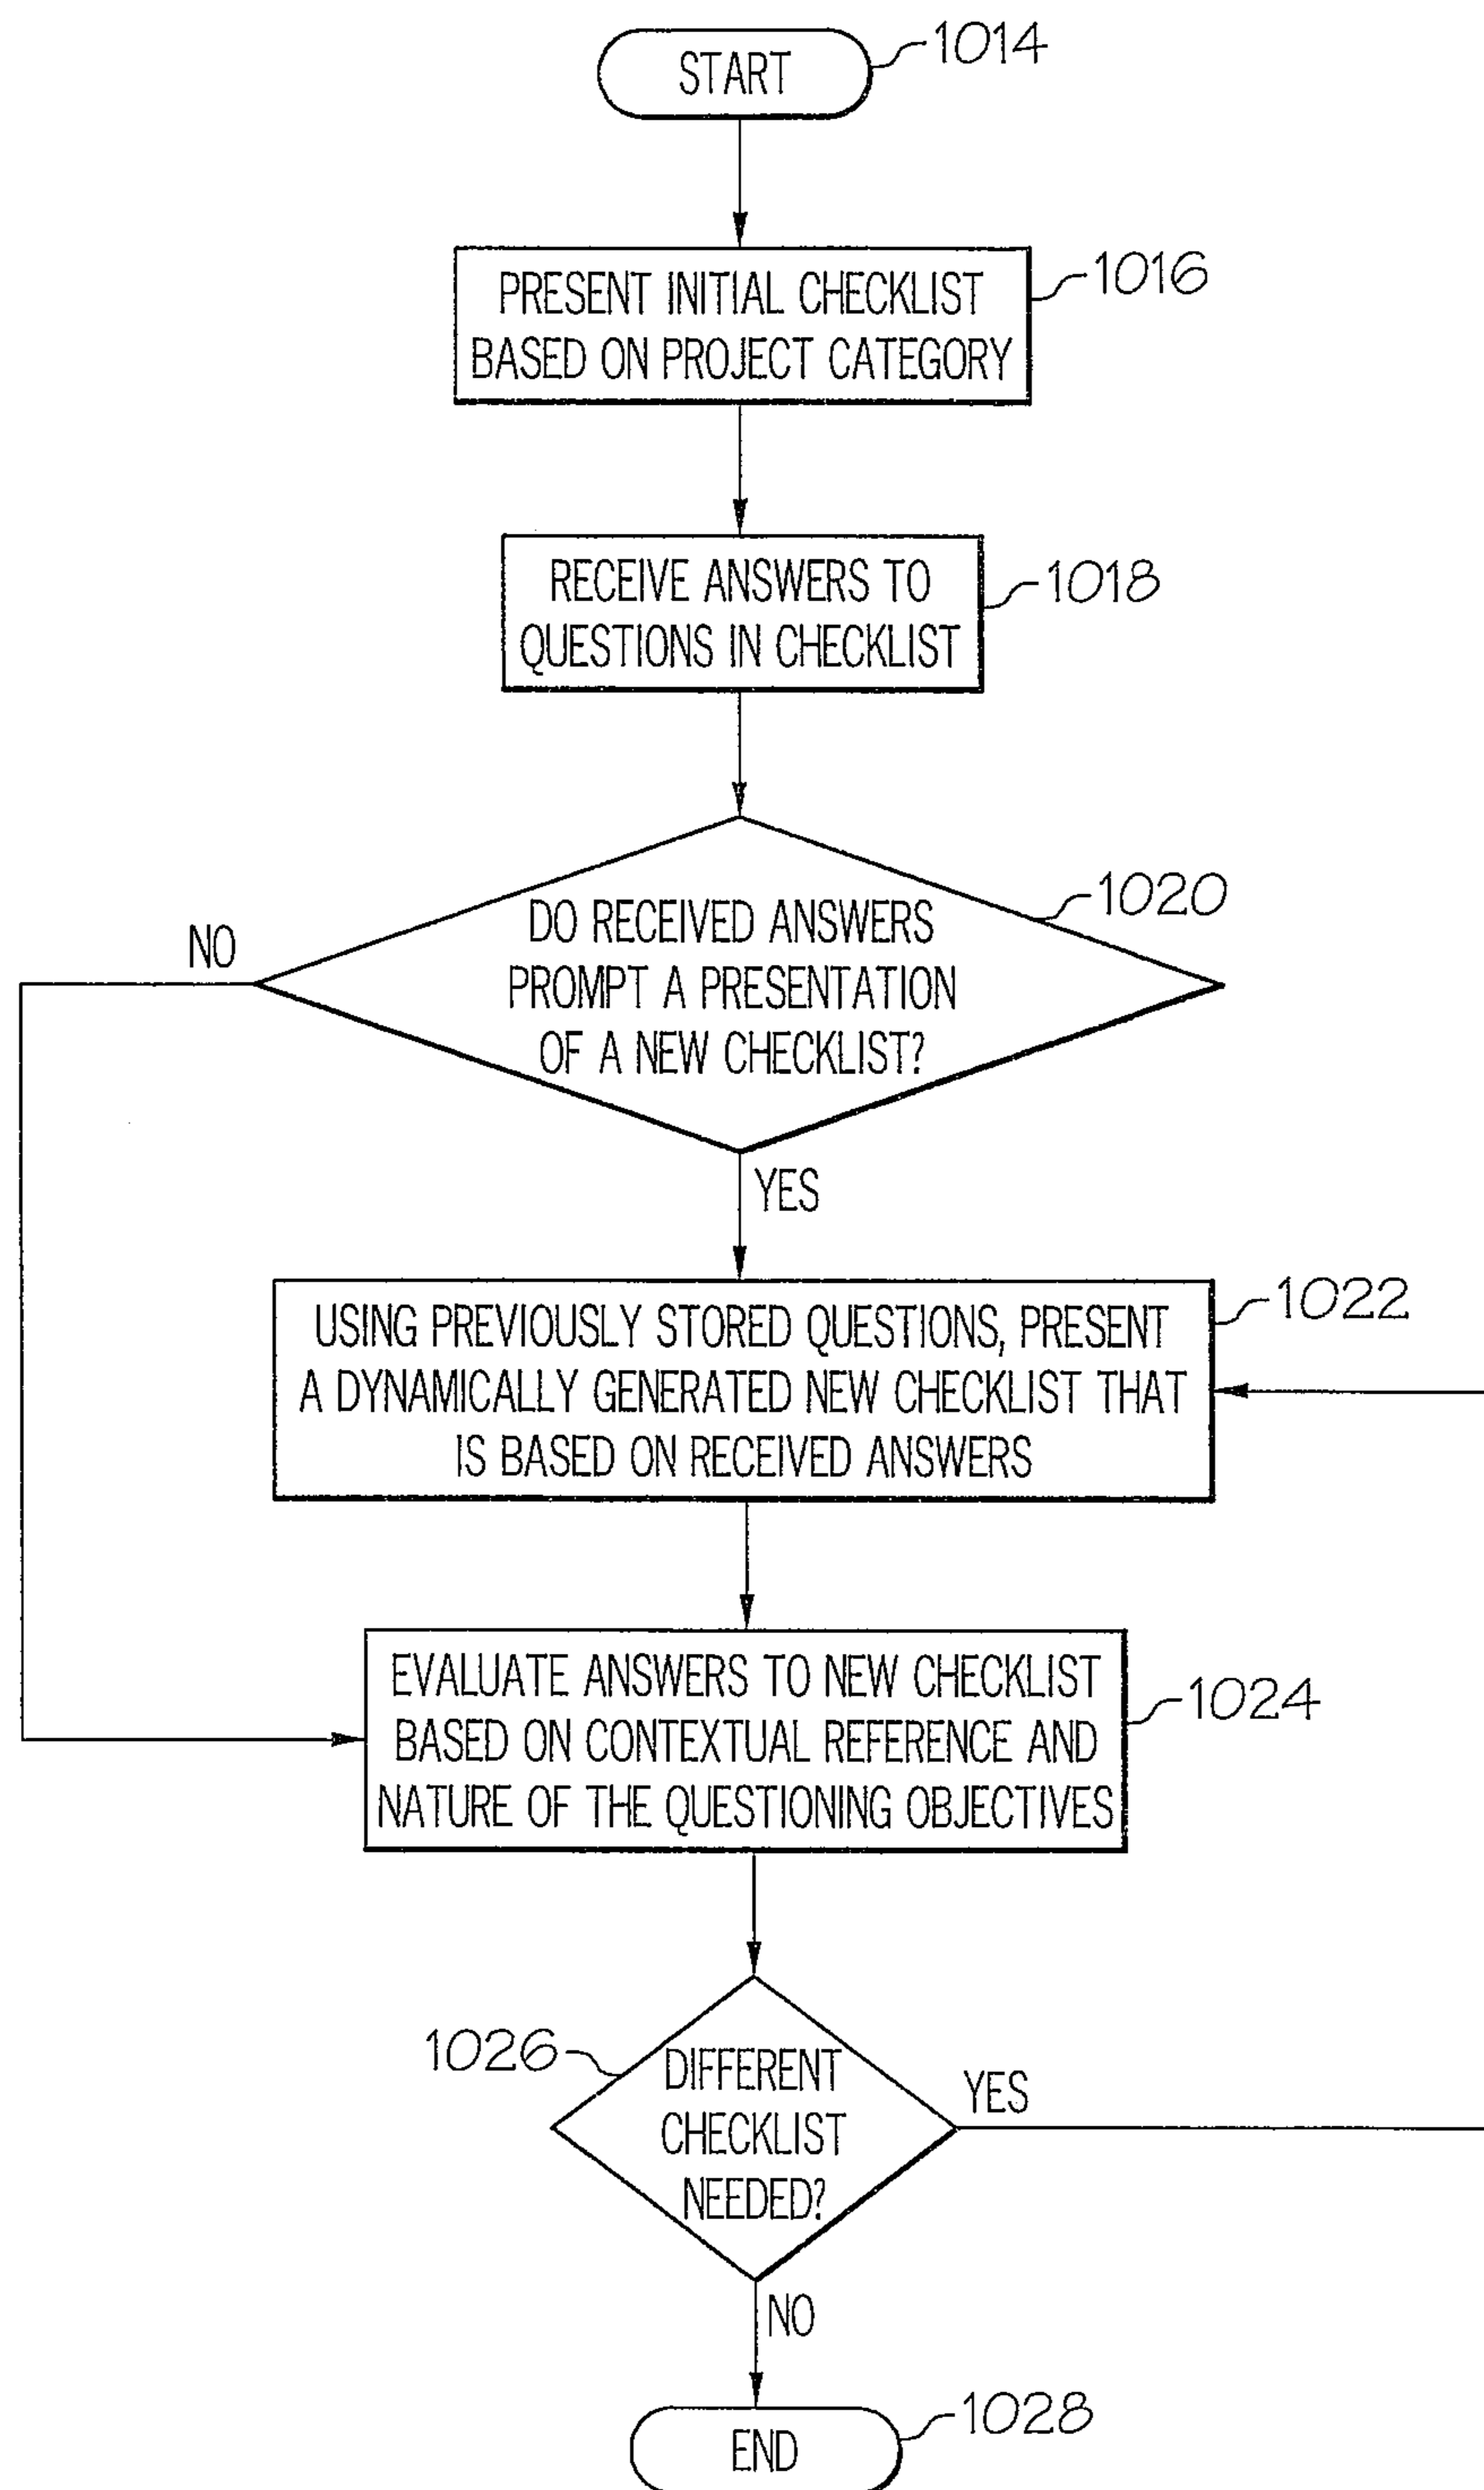 START
1014
PRESENT INITIAL CHECKLIST
BASED ON PROJECT CATEGORY
1016
RECEIVE ANSWERS TO
QUESTIONS IN CHECKLIST
1018
DO RECEIVED ANSWERS
PROMPT A PRESENTATION
OF A NEW CHECKLIST?
1020
NO
YES
USING PREVIOUSLY STORED QUESTIONS, PRESENT
A DYNAMICALLY GENERATED NEW CHECKLIST THAT
IS BASED ON RECEIVED ANSWERS
1022
EVALUATE ANSWERS TO NEW CHECKLIST
BASED ON CONTEXTUAL REFERENCE AND
NATURE OF THE QUESTIONING OBJECTIVES
1024
1026
DIFFERENT
CHECKLIST
NEEDED?
YES
NO
END
1028